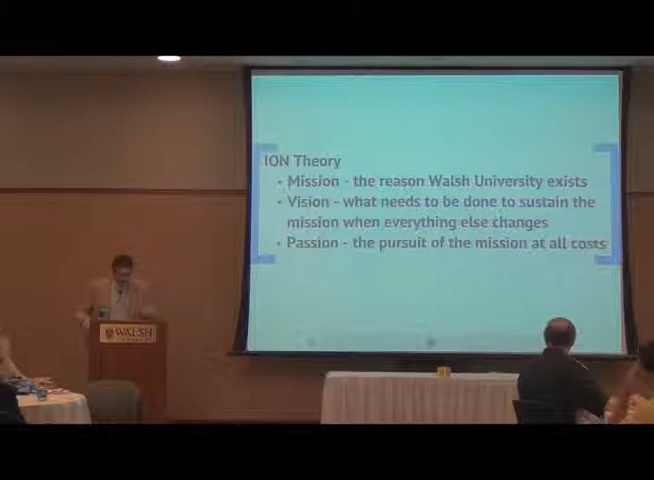 ION Theory
• Mission - the reason Walsh University exists
• Vision - what needs to be done to sustain the
mission when everything else changes
• Passion - the pursuit of the mission at all costs
WALSH